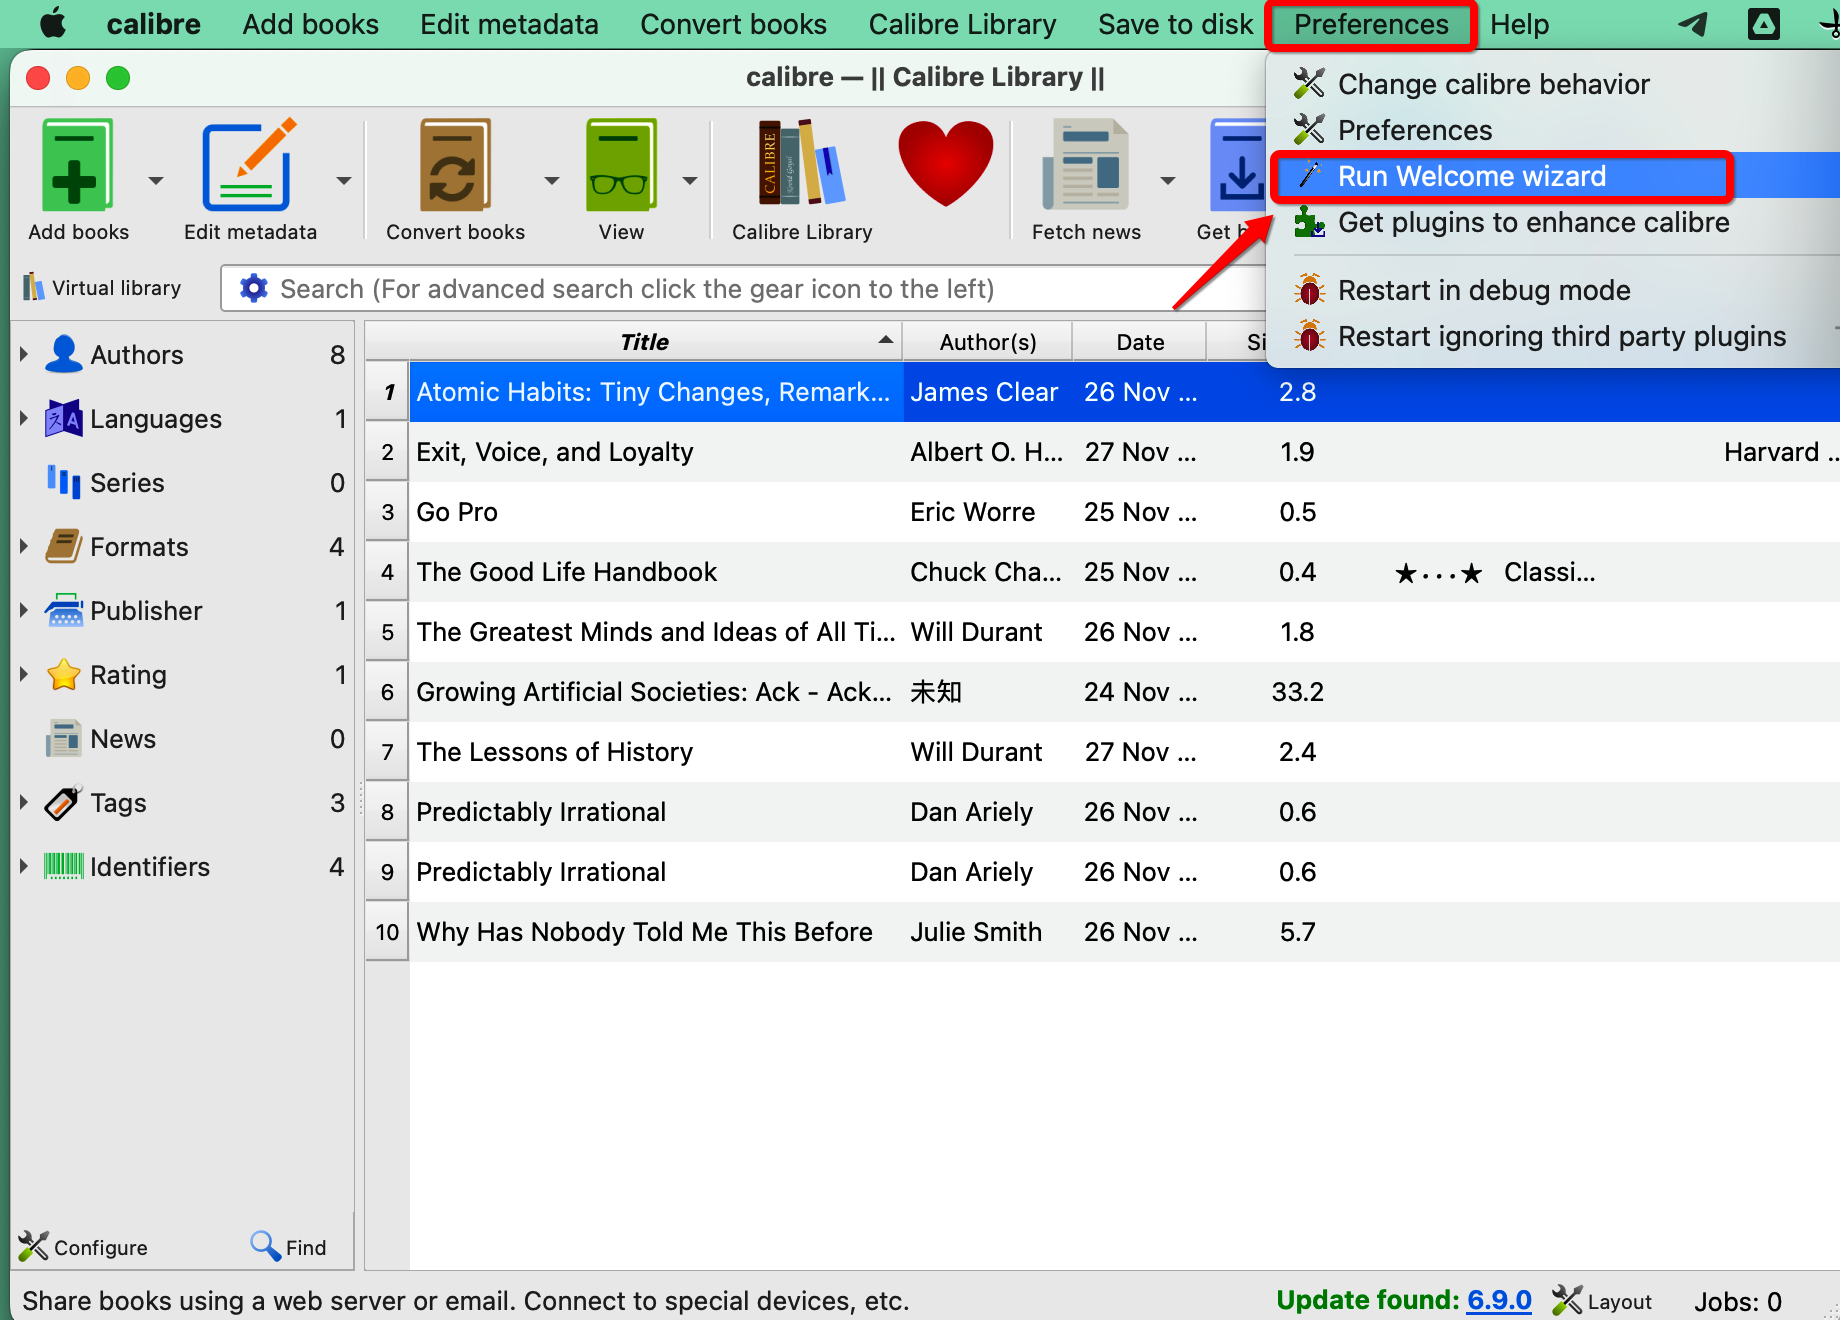 calibre Add books Edit metadata Convert books Calibre Library Save to disk Preferences Help
calibre — || Calibre Library ||
Change calibre behavior
Preferences
Run Welcome wizard
Get plugins to enhance calibre
Restart in debug mode
Restart ignoring third party plugins
CALIBRE
Add books Edit metadata Convert books View Calibre Library Fetch news Get
Virtual library Search (For advanced search click the gear icon to the left)
Authors 8
Languages 1
Series 0
Formats 4
Publisher 1
Rating 1
News 0
Tags 3
Identifiers 4
Title Author(s) Date Si
1 Atomic Habits: Tiny Changes, Remark... James Clear 26 Nov ... 2.8
2 Exit, Voice, and Loyalty Albert O. H... 27 Nov ... 1.9 Harvard ..
3 Go Pro Eric Worre 25 Nov ... 0.5
4 The Good Life Handbook Chuck Cha... 25 Nov ... 0.4 ★...★ Classi...
5 The Greatest Minds and Ideas of All Ti... Will Durant 26 Nov ... 1.8
6 Growing Artificial Societies: Ack - Ack... 未知 24 Nov ... 33.2
7 The Lessons of History Will Durant 27 Nov ... 2.4
8 Predictably Irrational Dan Ariely 26 Nov ... 0.6
9 Predictably Irrational Dan Ariely 26 Nov ... 0.6
10 Why Has Nobody Told Me This Before Julie Smith 26 Nov ... 5.7
Configure Find
Share books using a web server or email. Connect to special devices, etc. Update found: 6.9.0 Layout Jobs: 0